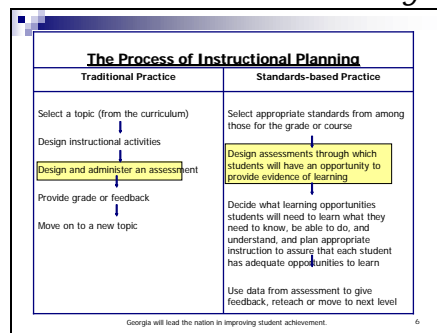 The Process of Instructional Planning
Traditional Practice
Select a topic (from the curriculum)
Design instructional activities
Design and administer an assessment
Provide grade or feedback
Move on to a new topic
Standards-based Practice
Select appropriate standards from among
those for the grade or course
Design assessments through which
students will have an opportunity to
provide evidence of learning
Decide what learning opportunities
students will need to learn what they
need to know, be able to do, and
understand, and plan appropriate
instruction to assure that each student
has adequate opportunities to learn
Use data from assessment to give
feedback, reteach or move to next level
Georgia will lead the nation in improving student achievement.
6